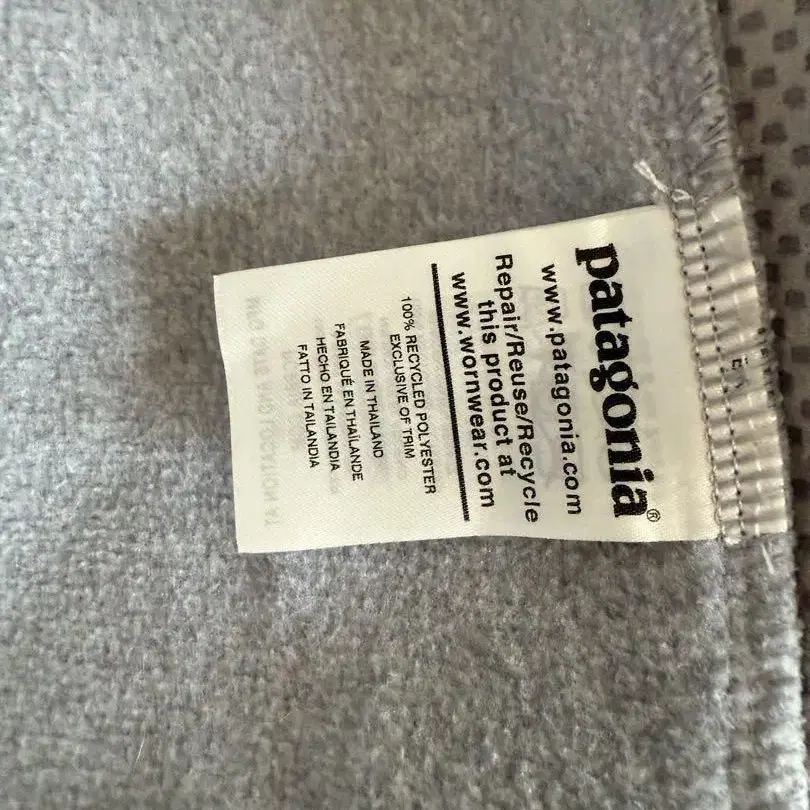 patagonia®
www.patagonia.com
Repair/Reuse/Recycle
this product at
www.wornwear.com
100% RECYCLED POLYESTER
EXCLUSIVE OF TRIM
MADE IN THAILAND
FABRIQUÉ EN THAÏLANDE
HECHO EN TAILANDIA
FATTO IN TAILANDIA